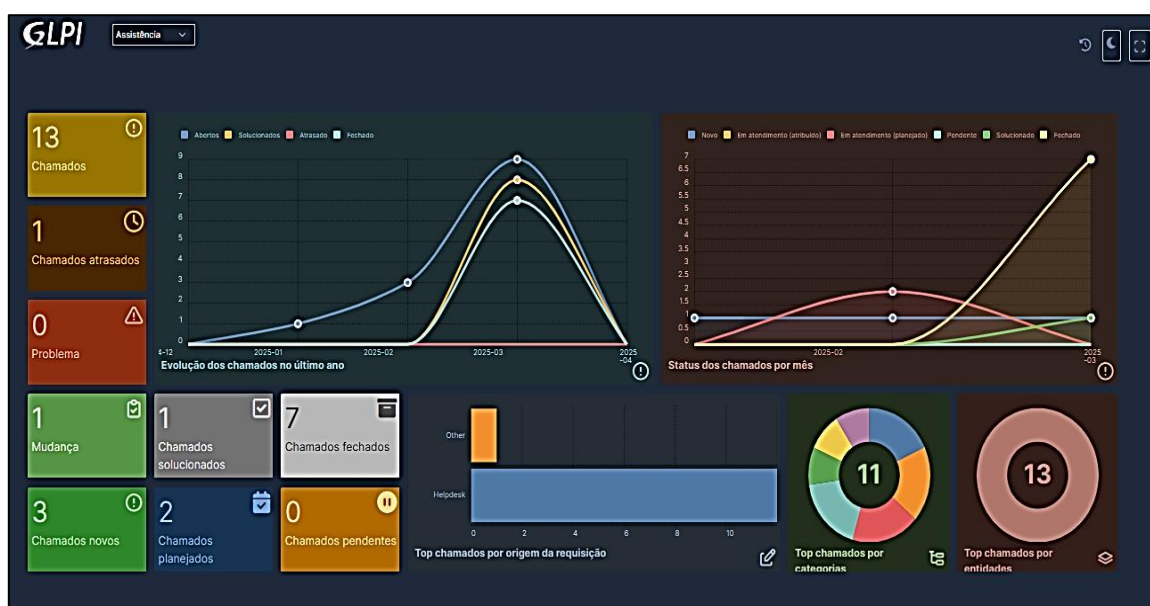 GLPI
Assistência
13
Chamados
1
Chamados atrasados
0
Problema
Abertos Solucionados Atrasado Fechado
9
8
7
6
5
4
3
2
1
0
4-12 2025-01 2025-02 2025-03 2025
-04
Evolução dos chamados no último ano
Novo Em atendimento (atribuído) Em atendimento (planejado) Pendente Solucionado Fechado
7
6.5
6
5.5
5
4.5
4
3.5
3
2.5
2
1.5
1
0.5
0
2025-02 2025
-03
Status dos chamados por mês
1
Mudança
1
Chamados
solucionados
7
Chamados fechados
3
Chamados novos
2
Chamados
planejados
0
Chamados pendentes
Other
Helpdesk
0 2 4 6 8 10
Top chamados por origem da requisição
11
Top chamados por
categorias
13
Top chamados por
entidades